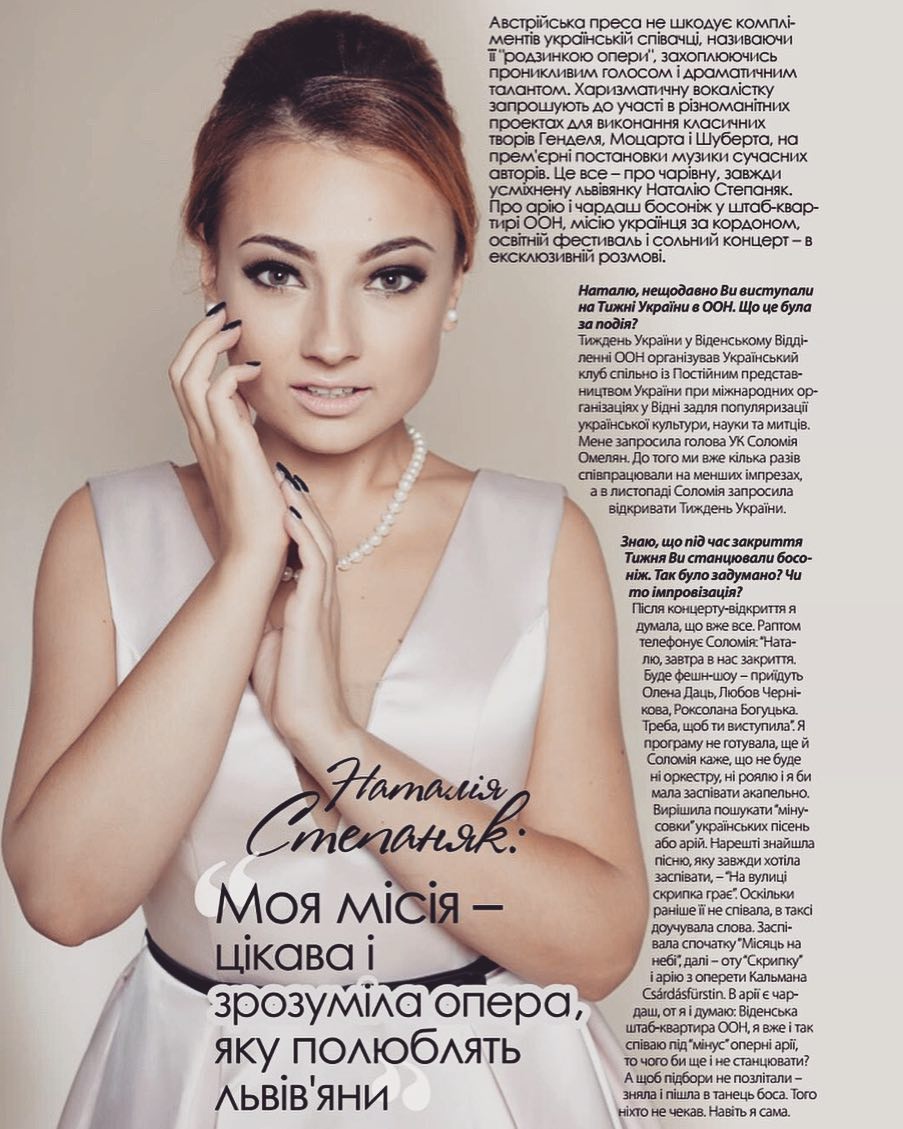 Австрійська преса не шкодує комплі-
ментів українській співачці, називаючи
її "родзинкою опери", захоплюючись
проникливим голосом і драматичним
талантом. Харизматичну вокалістку
запрошують до участі в різноманітних
проектах для виконання класичних
творів Генделя, Моцарта і Шуберта, на
прем'єрні постановки музики сучасних
авторів. Це все – про чарівну, завжди
усміхнену львівянку Наталію Степаняк.
Про арію і чардаш босоніж у штаб-квар-
тирі ООН, місію українця за кордоном,
освітній фестиваль і сольний концерт – в
ексклюзивній розмові.
Наталю, нещодавно Ви виступали
на Тижні України в ООН. Що це була
за подія?
Тиждень України у Віденському Відді-
ленні ООН організував Український
клуб спільно із Постійним представ-
ництвом України при міжнародних ор-
ганізаціях у Відні задля популяризації
української культури, науки та митців.
Мене запросила голова УК Соломія
Омелян. До того ми вже кілька разів
співпрацювали на менших імпрезах,
а в листопаді Соломія запросила
відкривати Тиждень України.
Знаю, що під час закриття
Тижня Ви станцювали босо-
ніж. Так було задумано? Чи
то імпровізація?
Після концерту-відкриття я
думала, що вже все. Раптом
телефонує Соломія: "Ната-
лю, завтра в нас закриття.
Буде фешн-шоу – приїдуть
Олена Даць, Любов Черні-
кова, Роксолана Богуцька.
Треба, щоб ти виступила". Я
програму не готувала, ще й
Соломія каже, що не буде
ні оркестру, ні роялю і я би
мала заспівати акапельно.
Вирішила пошукати "міну-
совки" українських пісень
або арій. Нарешті знайшла
пісню, яку завжди хотіла
заспівати, – "На вулиці
скрипка грає". Оскільки
раніше її не співала, в таксі
доучувала слова. Заспі-
вала спочатку "Місяць на
небі", далі – оту "Скрипку"
і арію з оперети Кальмана
Csárdásfürstin. В арії є чар-
даш, от я і думаю: Віденська
штаб-квартира ООН, я вже і так
співаю під "мінус" оперні арії,
то чого би ще і не станцювати?
А щоб підбори не позлітали –
зняла і пішла в танець боса. Того
ніхто не чекав. Навіть я сама.
Наталія
Степаняк:
“Моя місія –
цікава і
зрозуміла опера,
яку полюблять
львів'яни”